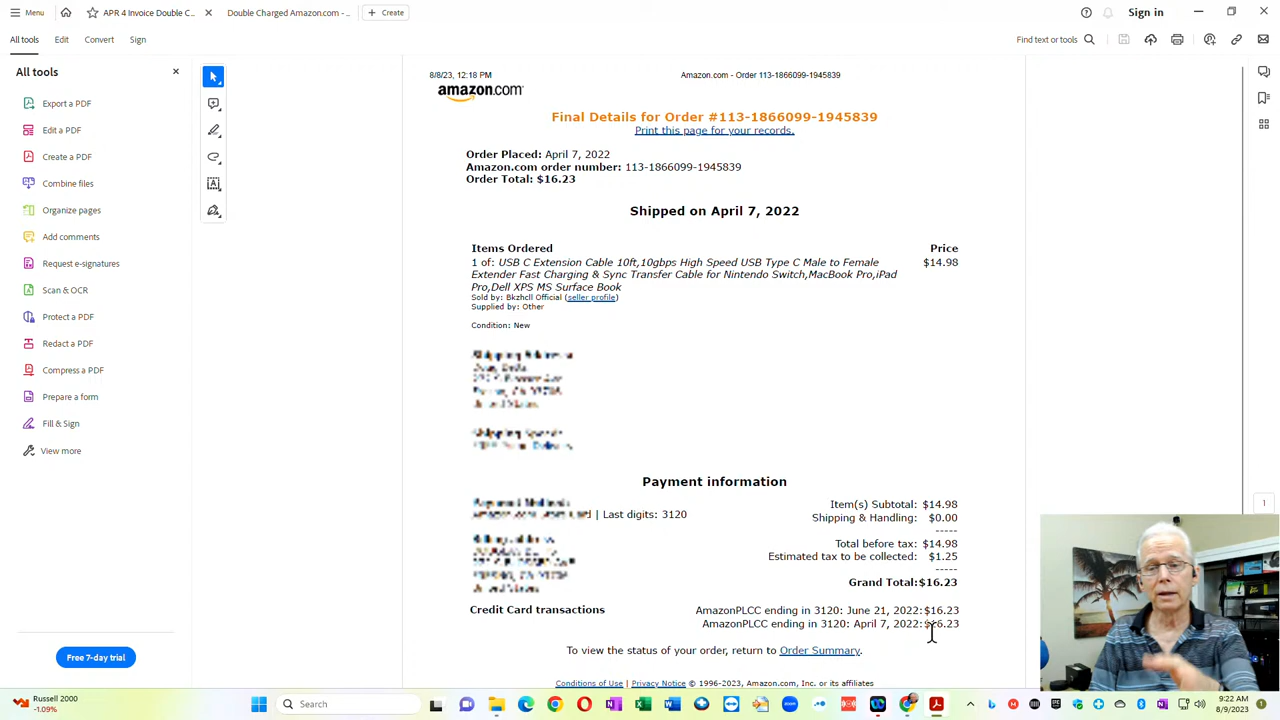 Menu
APR 4 Invoice Double C...
Double Charged Amazon.com - ...
Create
Sign in
All tools
Edit
Convert
Sign
Find text or tools
All tools
Export a PDF
Edit a PDF
Create a PDF
Combine files
Organize pages
Add comments
Request e-signatures
Scan & OCR
Protect a PDF
Redact a PDF
Compress a PDF
Prepare a form
Fill & Sign
View more
Free 7-day trial
8/8/23, 12:18 PM
Amazon.com - Order 113-1866099-1945839
amazon.com
Final Details for Order #113-1866099-1945839
Print this page for your records.
Order Placed: April 7, 2022
Amazon.com order number: 113-1866099-1945839
Order Total: $16.23
Shipped on April 7, 2022
Items Ordered Price
1 of: USB C Extension Cable 10ft,10gbps High Speed USB Type C Male to Female $14.98
Extender Fast Charging & Sync Transfer Cable for Nintendo Switch,MacBook Pro,iPad
Pro,Dell XPS MS Surface Book
Sold by: Bkzhcll Official (seller profile)
Supplied by: Other
Condition: New
Payment information
| Last digits: 3120
Item(s) Subtotal: $14.98
Shipping & Handling: $0.00
-----
Total before tax: $14.98
Estimated tax to be collected: $1.25
-----
Grand Total:$16.23
Credit Card transactions
AmazonPLCC ending in 3120: June 21, 2022:$16.23
AmazonPLCC ending in 3120: April 7, 2022:$16.23
To view the status of your order, return to Order Summary.
Conditions of Use | Privacy Notice © 1996-2023, Amazon.com, Inc. or its affiliates
1
Russell 2000
-1.09%
Search
9:22 AM
8/9/2023